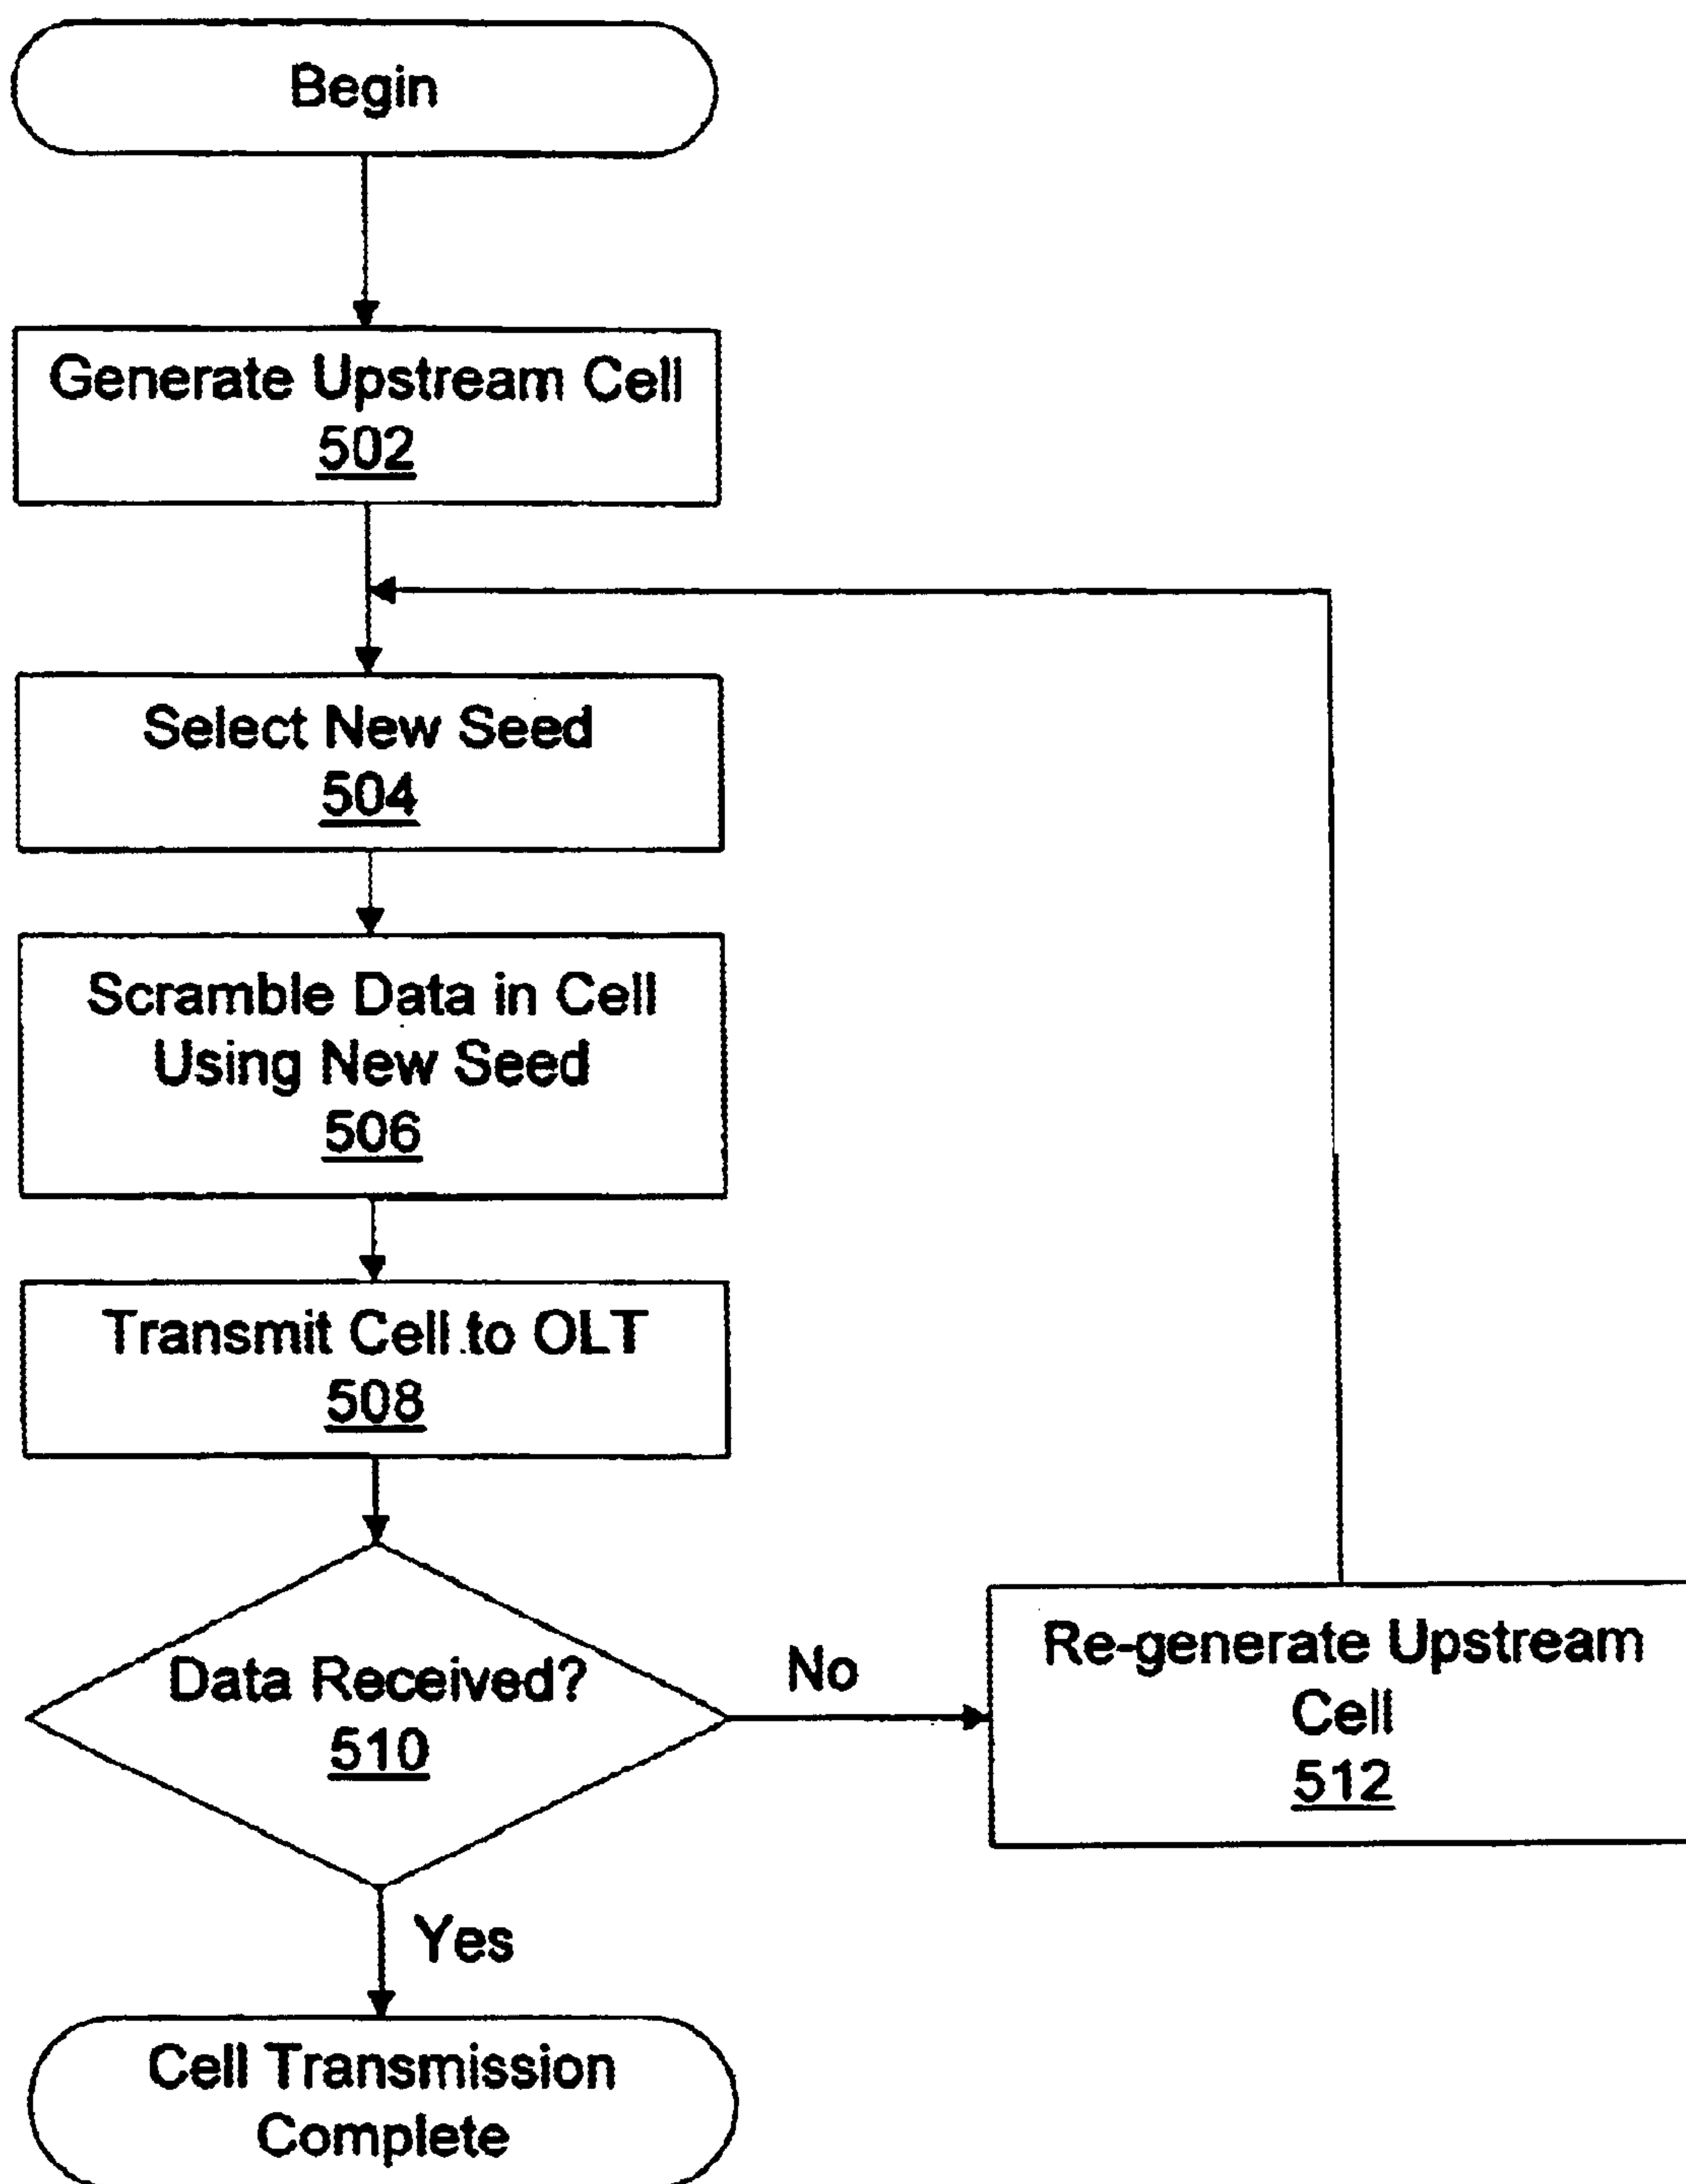 Begin
Generate Upstream Cell
502
Select New Seed
504
Scramble Data in Cell
Using New Seed
506
Transmit Cell to OLT
508
Data Received?
510
No
Re-generate Upstream
Cell
512
Yes
Cell Transmission
Complete